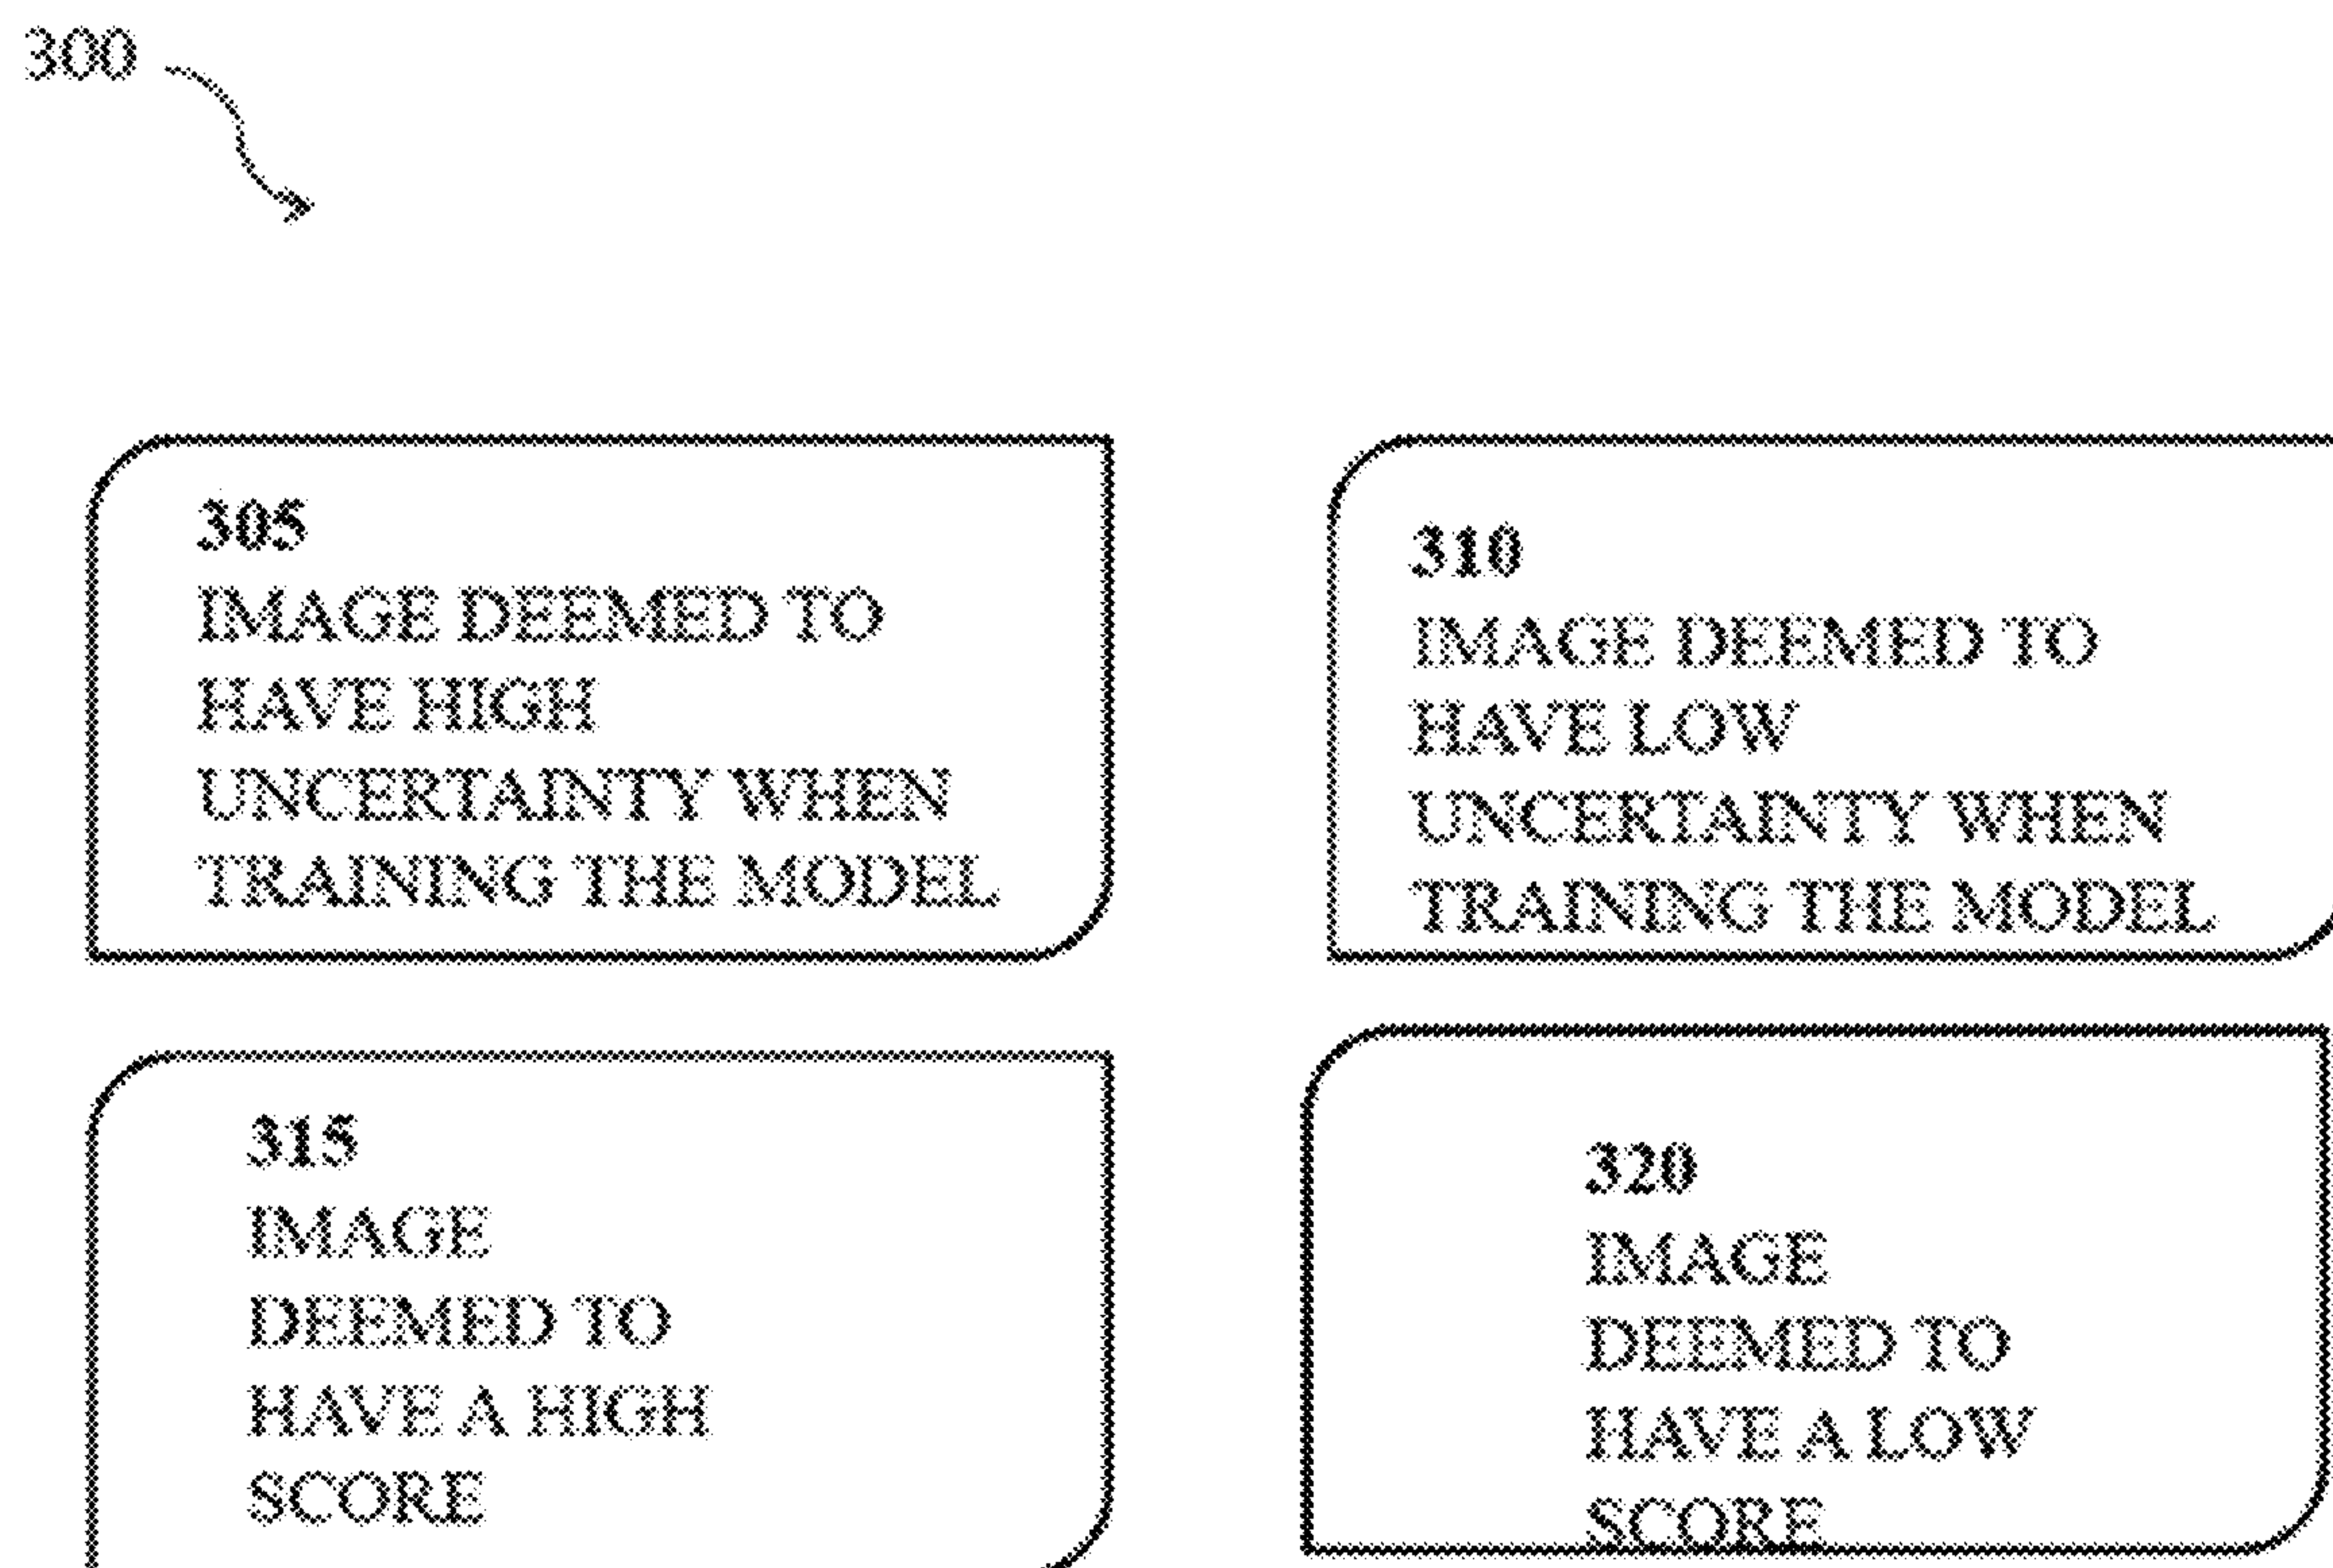 300
305
IMAGE DEEMED TO
HAVE HIGH
UNCERTAINTY WHEN
TRAINING THE MODEL
310
IMAGE DEEMED TO
HAVE LOW
UNCERTAINTY WHEN
TRAINING THE MODEL
315
IMAGE
DEEMED TO
HAVE A HIGH
SCORE
320
IMAGE
DEEMED TO
HAVE A LOW
SCORE